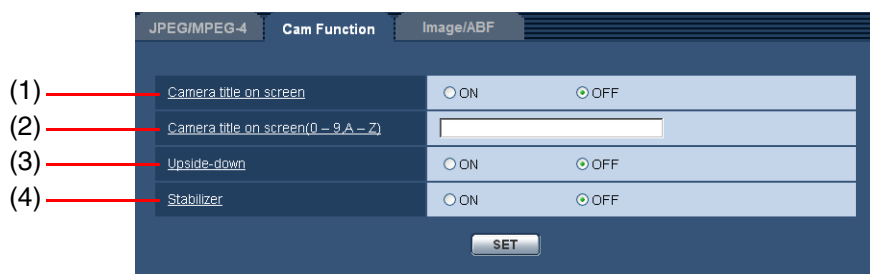 JPEG/MPEG-4 Cam Function Image/ABF
(1) Camera title on screen ON OFF
(2) Camera title on screen(0 – 9,A – Z)
(3) Upside-down ON OFF
(4) Stabilizer ON OFF
SET